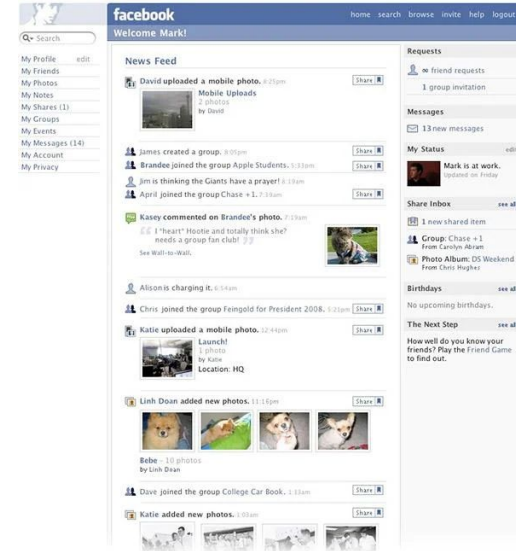 facebook
home search browse invite help logout
Welcome Mark!
Search
My Profile edit
My Friends
My Photos
My Notes
My Shares (1)
My Groups
My Events
My Messages (14)
My Account
My Privacy
News Feed
David uploaded a mobile photo. 8:25pm
Share
Mobile Uploads
2 photos
by David
James created a group. 8:05pm
Share
Brandee joined the group Apple Students.
Share
Jim is thinking the Giants have a prayer!
April joined the group Chase +1.
Share
Kasey commented on Brandee's photo. 7:19am
I "heart" Hootie and totally think she?
needs a group fan club!
See Wall-to-Wall.
Alison is charging it. 6:54am
Chris joined the group Feingold for President 2008. 5:21pm
Share
Katie uploaded a mobile photo. 12:44pm
Share
Launch!
1 photo
by Katie
Location: HQ
Linh Doan added new photos. 11:16pm
Share
Bebe - 10 photos
by Linh Doan
Dave joined the group College Car Book.
Share
Katie added new photos. 1:03am
Share
Requests
∞ friend requests
1 group invitation
Messages
13 new messages
My Status
Mark is at work.
Updated on Friday
Share Inbox see all
1 new shared item
Group: Chase +1
From Carolyn Abram
Photo Album: DS Weekend
From Chris Hughes
Birthdays see all
No upcoming birthdays.
The Next Step see all
How well do you know your
friends? Play the Friend Game
to find out.